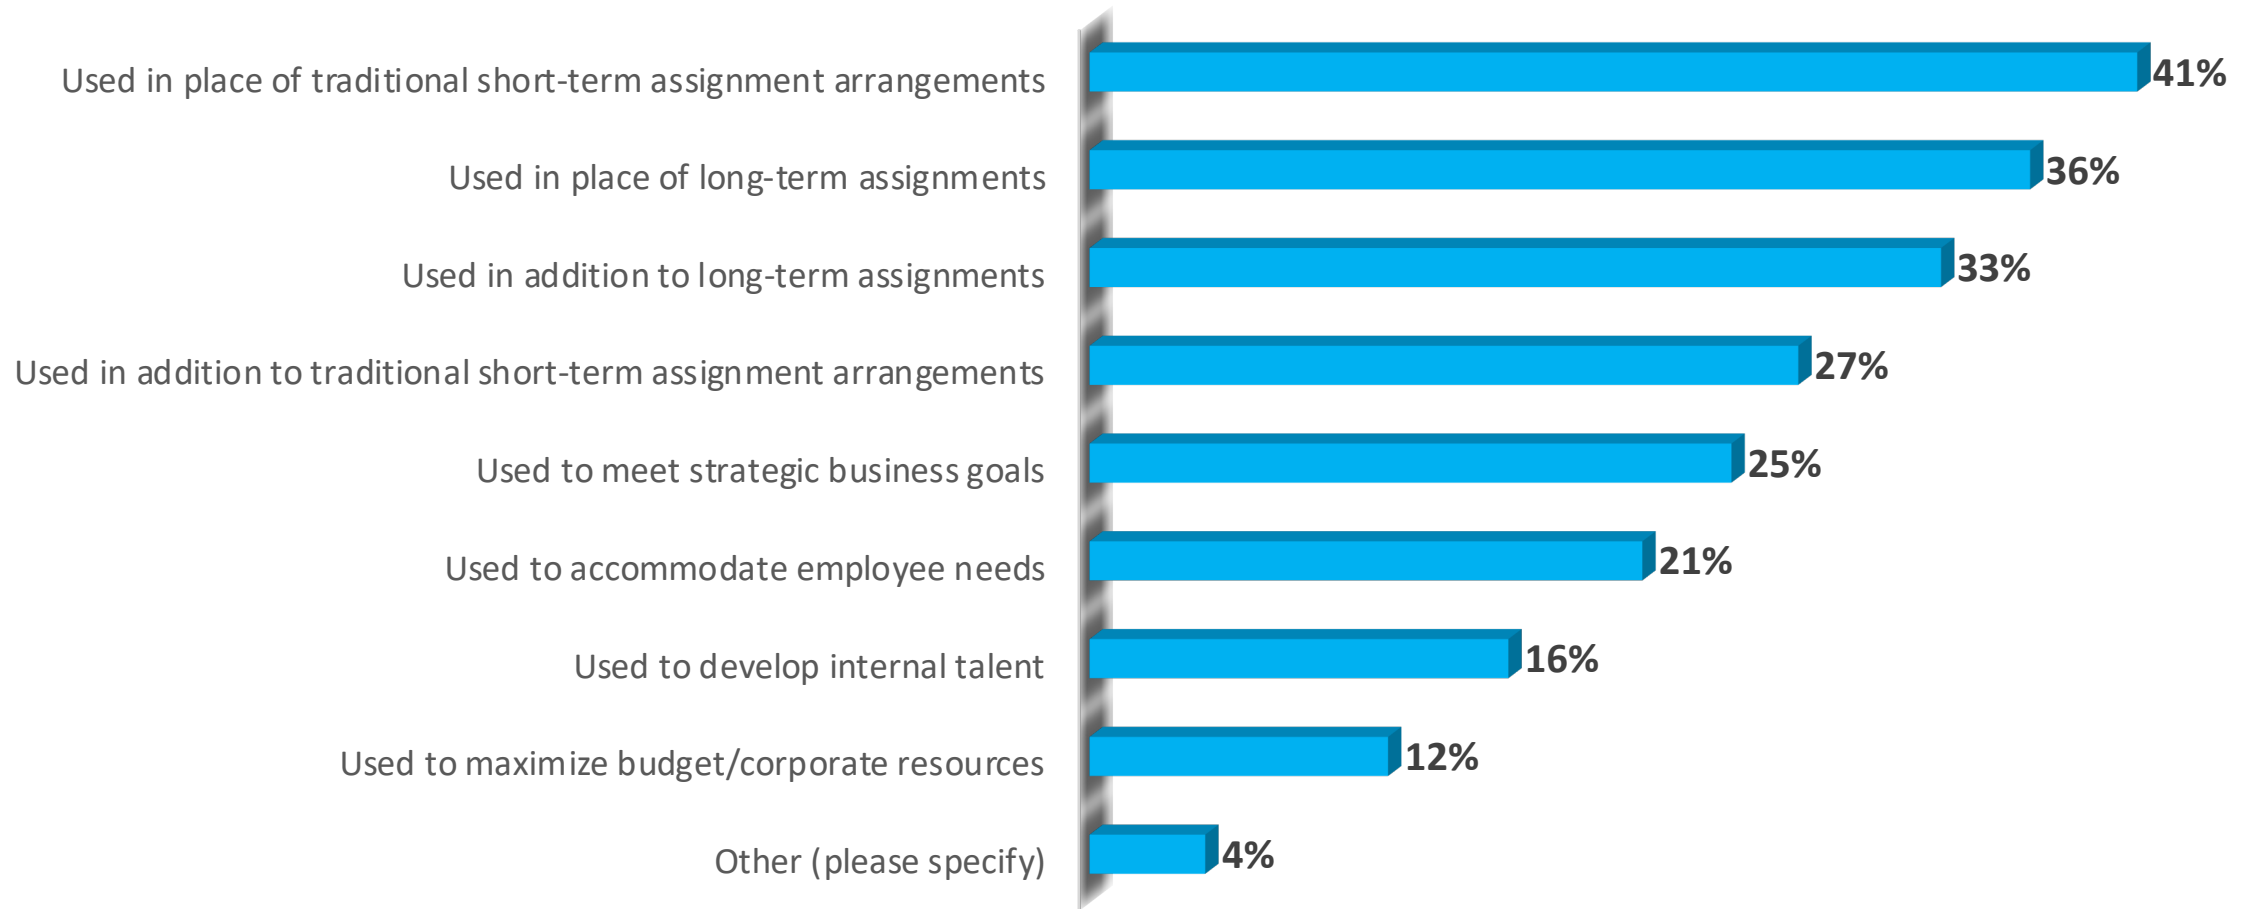 Used in place of traditional short-term assignment arrangements 41%
Used in place of long-term assignments 36%
Used in addition to long-term assignments 33%
Used in addition to traditional short-term assignment arrangements 27%
Used to meet strategic business goals 25%
Used to accommodate employee needs 21%
Used to develop internal talent 16%
Used to maximize budget/corporate resources 12%
Other (please specify) 4%